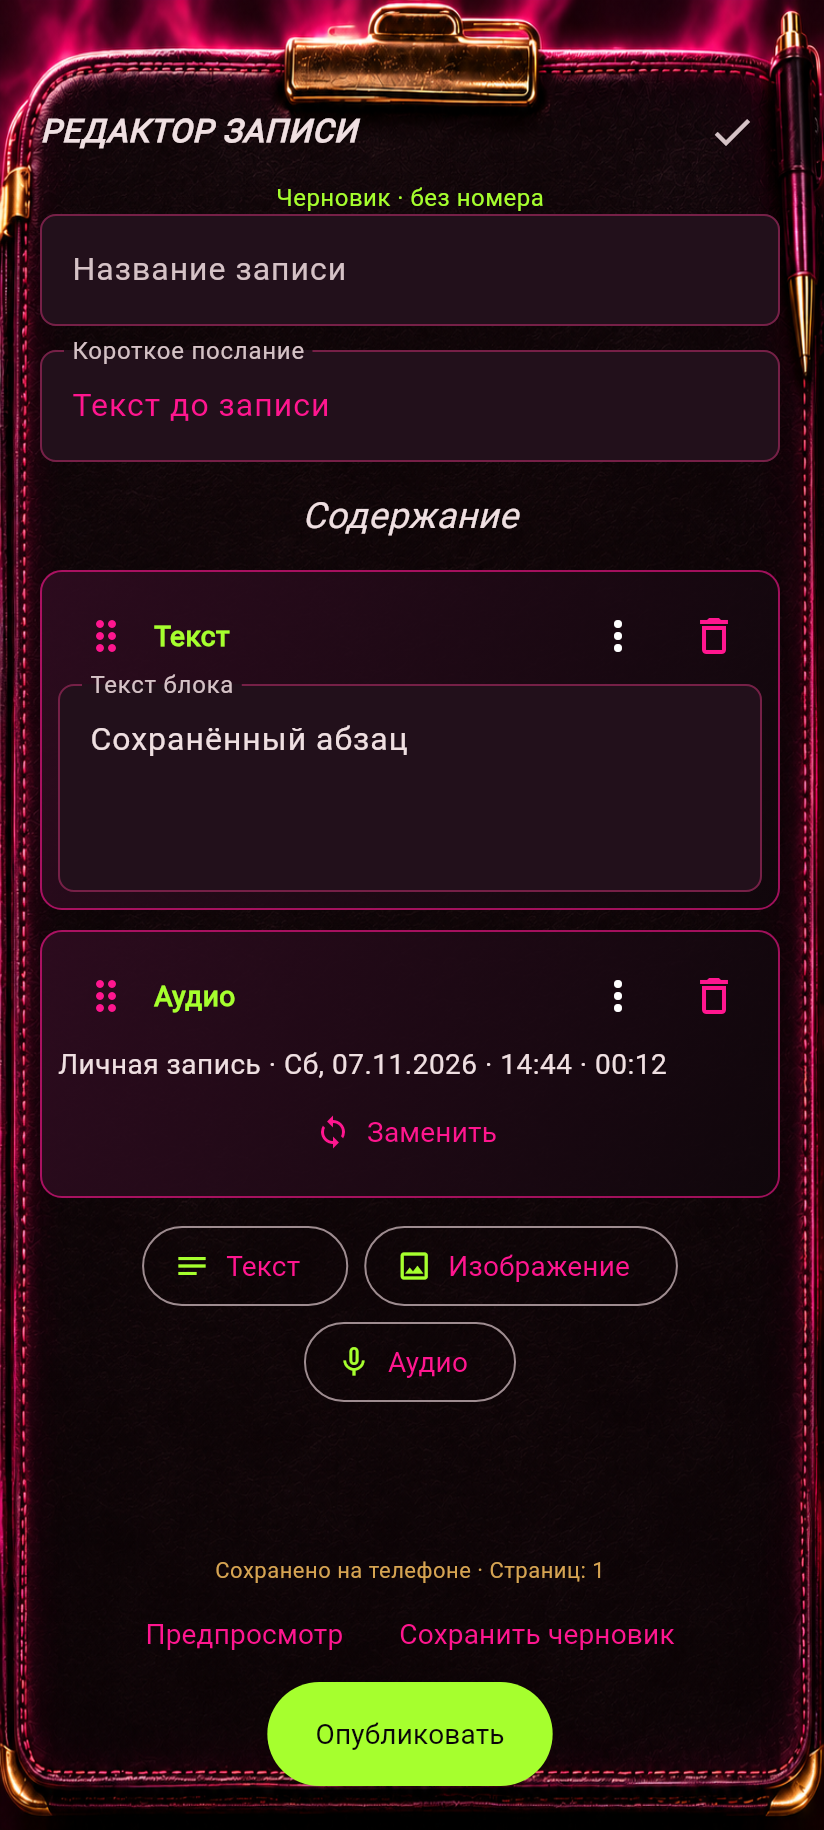 РЕДАКТОР ЗАПИСИ
Черновик · без номера
Название записи
Короткое послание
Текст до записи
Содержание
Текст
Текст блока
Сохранённый абзац
Аудио
Личная запись · Сб, 07.11.2026 · 14:44 · 00:12
Заменить
Текст
Изображение
Аудио
Сохранено на телефоне · Страниц: 1
Предпросмотр
Сохранить черновик
Опубликовать